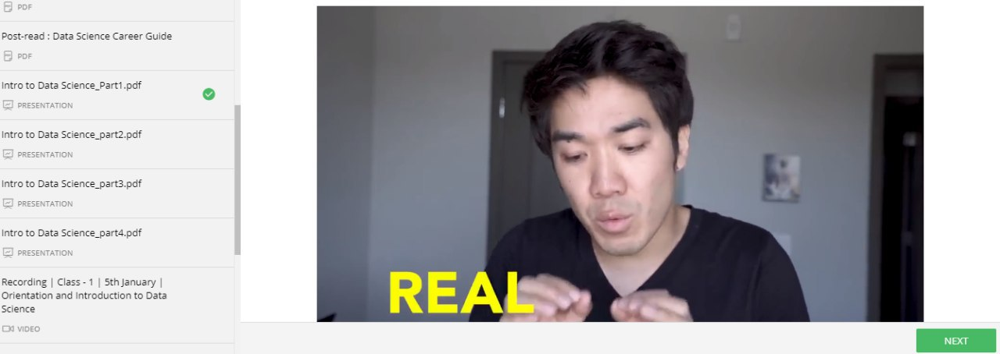 PDF
Post-read : Data Science Career Guide
PDF
Intro to Data Science_Part1.pdf
PRESENTATION
Intro to Data Science_part2.pdf
PRESENTATION
Intro to Data Science_part3.pdf
PRESENTATION
Intro to Data Science_part4.pdf
PRESENTATION
Recording | Class - 1 | 5th January |
Orientation and Introduction to Data
Science
VIDEO
REAL
NEXT